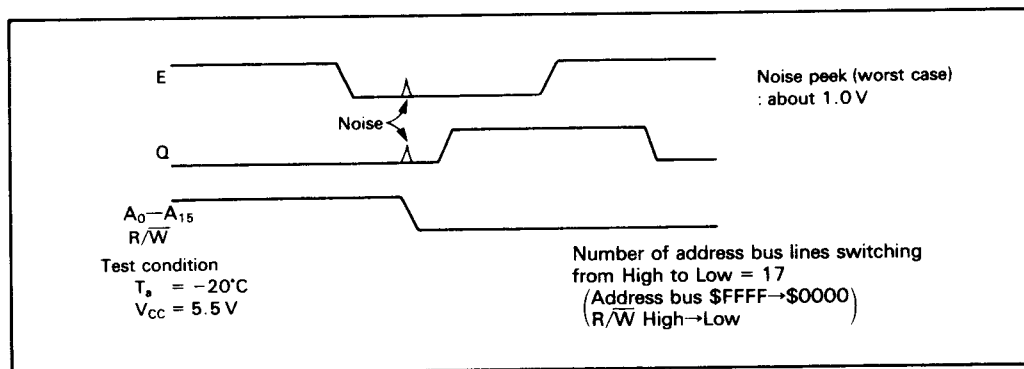 E
Noise peek (worst case)
: about 1.0 V
Noise
Q
A₀—A₁₅
R/W̅
Test condition
Tₐ = −20°C
V_CC = 5.5 V
Number of address bus lines switching
from High to Low = 17
(Address bus $FFFF→$0000)
(R/W̅ High→Low)